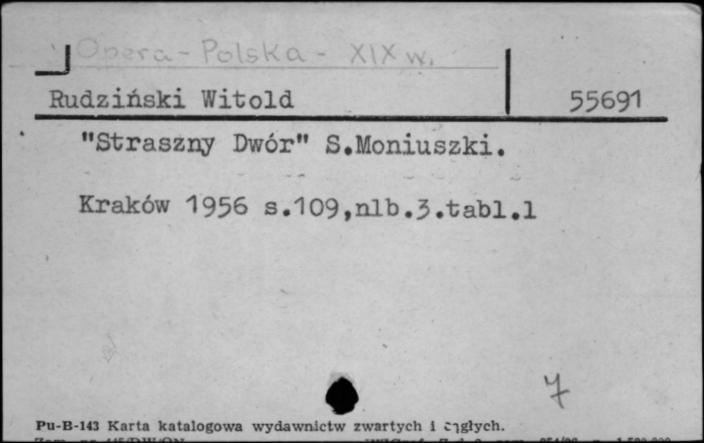 Opera - Polska - XIX w.
Rudziński Witold 55691
"Straszny Dwór" S.Moniuszki.
Kraków 1956 s.109,nlb.3.tabl.1
7
Pu-B-143 Karta katalogowa wydawnictw zwartych i ciągłych.